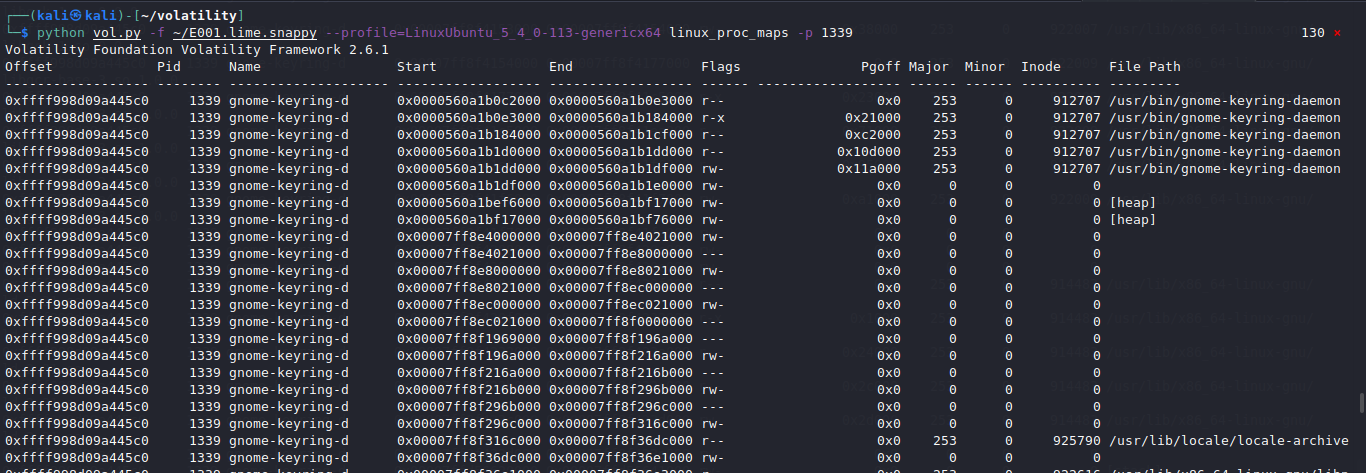 ┌──(kali㉿kali)-[~/volatility]
└─$ python vol.py -f ~/E001.lime.snappy --profile=LinuxUbuntu_5_4_0-113-genericx64 linux_proc_maps -p 1339 130 ⨯
Volatility Foundation Volatility Framework 2.6.1
Offset Pid Name Start End Flags Pgoff Major Minor Inode File Path
------------------ -------- -------------------- ------------------ ------------------ ------ ------------------ ------ ------ ---------- ---------
0xffff998d09a445c0 1339 gnome-keyring-d 0x0000560a1b0c2000 0x0000560a1b0e3000 r-- 0x0 253 0 912707 /usr/bin/gnome-keyring-daemon
0xffff998d09a445c0 1339 gnome-keyring-d 0x0000560a1b0e3000 0x0000560a1b184000 r-x 0x21000 253 0 912707 /usr/bin/gnome-keyring-daemon
0xffff998d09a445c0 1339 gnome-keyring-d 0x0000560a1b184000 0x0000560a1b1cf000 r-- 0xc2000 253 0 912707 /usr/bin/gnome-keyring-daemon
0xffff998d09a445c0 1339 gnome-keyring-d 0x0000560a1b1d0000 0x0000560a1b1dd000 r-- 0x10d000 253 0 912707 /usr/bin/gnome-keyring-daemon
0xffff998d09a445c0 1339 gnome-keyring-d 0x0000560a1b1dd000 0x0000560a1b1df000 rw- 0x11a000 253 0 912707 /usr/bin/gnome-keyring-daemon
0xffff998d09a445c0 1339 gnome-keyring-d 0x0000560a1b1df000 0x0000560a1b1e0000 rw- 0x0 0 0 0
0xffff998d09a445c0 1339 gnome-keyring-d 0x0000560a1bef6000 0x0000560a1bf17000 rw- 0x0 0 0 0 [heap]
0xffff998d09a445c0 1339 gnome-keyring-d 0x0000560a1bf17000 0x0000560a1bf76000 rw- 0x0 0 0 0 [heap]
0xffff998d09a445c0 1339 gnome-keyring-d 0x00007ff8e4000000 0x00007ff8e4021000 rw- 0x0 0 0 0
0xffff998d09a445c0 1339 gnome-keyring-d 0x00007ff8e4021000 0x00007ff8e8000000 --- 0x0 0 0 0
0xffff998d09a445c0 1339 gnome-keyring-d 0x00007ff8e8000000 0x00007ff8e8021000 rw- 0x0 0 0 0
0xffff998d09a445c0 1339 gnome-keyring-d 0x00007ff8e8021000 0x00007ff8ec000000 --- 0x0 0 0 0
0xffff998d09a445c0 1339 gnome-keyring-d 0x00007ff8ec000000 0x00007ff8ec021000 rw- 0x0 0 0 0
0xffff998d09a445c0 1339 gnome-keyring-d 0x00007ff8ec021000 0x00007ff8f0000000 --- 0x0 0 0 0
0xffff998d09a445c0 1339 gnome-keyring-d 0x00007ff8f1969000 0x00007ff8f196a000 --- 0x0 0 0 0
0xffff998d09a445c0 1339 gnome-keyring-d 0x00007ff8f196a000 0x00007ff8f216a000 rw- 0x0 0 0 0
0xffff998d09a445c0 1339 gnome-keyring-d 0x00007ff8f216a000 0x00007ff8f216b000 --- 0x0 0 0 0
0xffff998d09a445c0 1339 gnome-keyring-d 0x00007ff8f216b000 0x00007ff8f296b000 rw- 0x0 0 0 0
0xffff998d09a445c0 1339 gnome-keyring-d 0x00007ff8f296b000 0x00007ff8f296c000 --- 0x0 0 0 0
0xffff998d09a445c0 1339 gnome-keyring-d 0x00007ff8f296c000 0x00007ff8f316c000 rw- 0x0 0 0 0
0xffff998d09a445c0 1339 gnome-keyring-d 0x00007ff8f316c000 0x00007ff8f36dc000 r-- 0x0 253 0 925790 /usr/lib/locale/locale-archive
0xffff998d09a445c0 1339 gnome-keyring-d 0x00007ff8f36dc000 0x00007ff8f36e1000 rw- 0x0 0 0 0